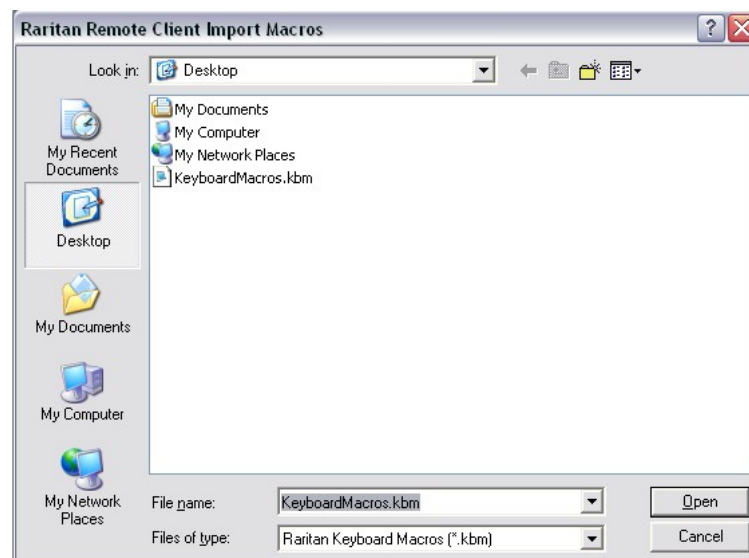 Raritan Remote Client Import Macros
Look in:
Desktop
My Documents
My Computer
My Network Places
KeyboardMacros.kbm
My Recent
Documents
Desktop
My Documents
My Computer
My Network
Places
File name:
KeyboardMacros.kbm
Open
Files of type:
Raritan Keyboard Macros (*.kbm)
Cancel